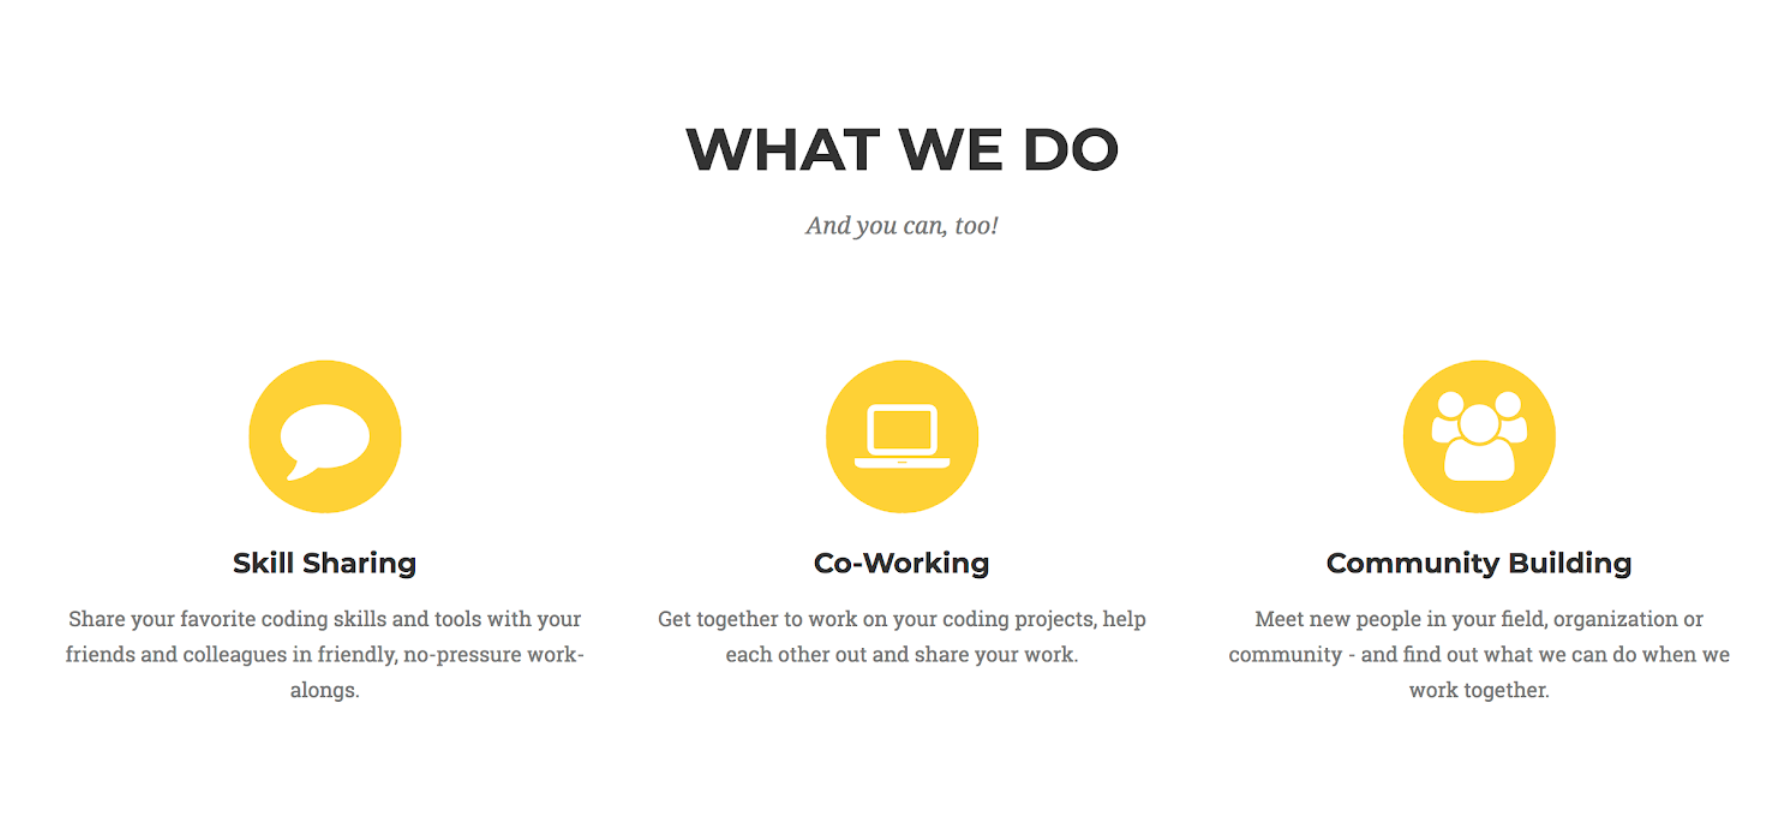 WHAT WE DO
And you can, too!
Skill Sharing
Share your favorite coding skills and tools with your
friends and colleagues in friendly, no-pressure work-
alongs.
Co-Working
Get together to work on your coding projects, help
each other out and share your work.
Community Building
Meet new people in your field, organization or
community - and find out what we can do when we
work together.